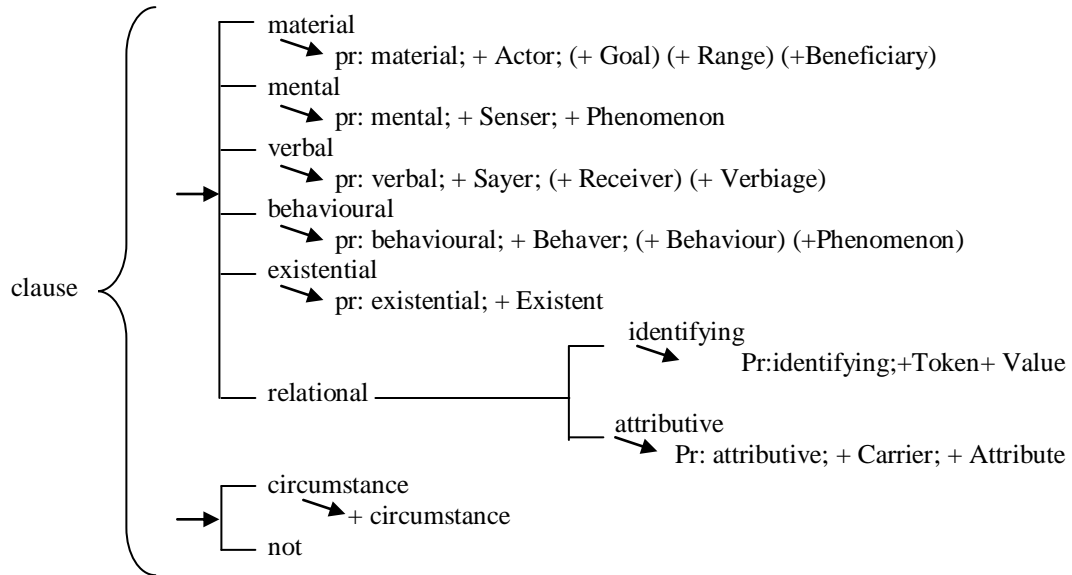 material
pr: material; + Actor; (+ Goal) (+ Range) (+Beneficiary)
mental
pr: mental; + Senser; + Phenomenon
verbal
pr: verbal; + Sayer; (+ Receiver) (+ Verbiage)
behavioural
pr: behavioural; + Behaver; (+ Behaviour) (+Phenomenon)
existential
clause
pr: existential; + Existent
identifying
Pr:identifying;+Token+ Value
relational
attributive
Pr: attributive; + Carrier; + Attribute
circumstance
+ circumstance
not